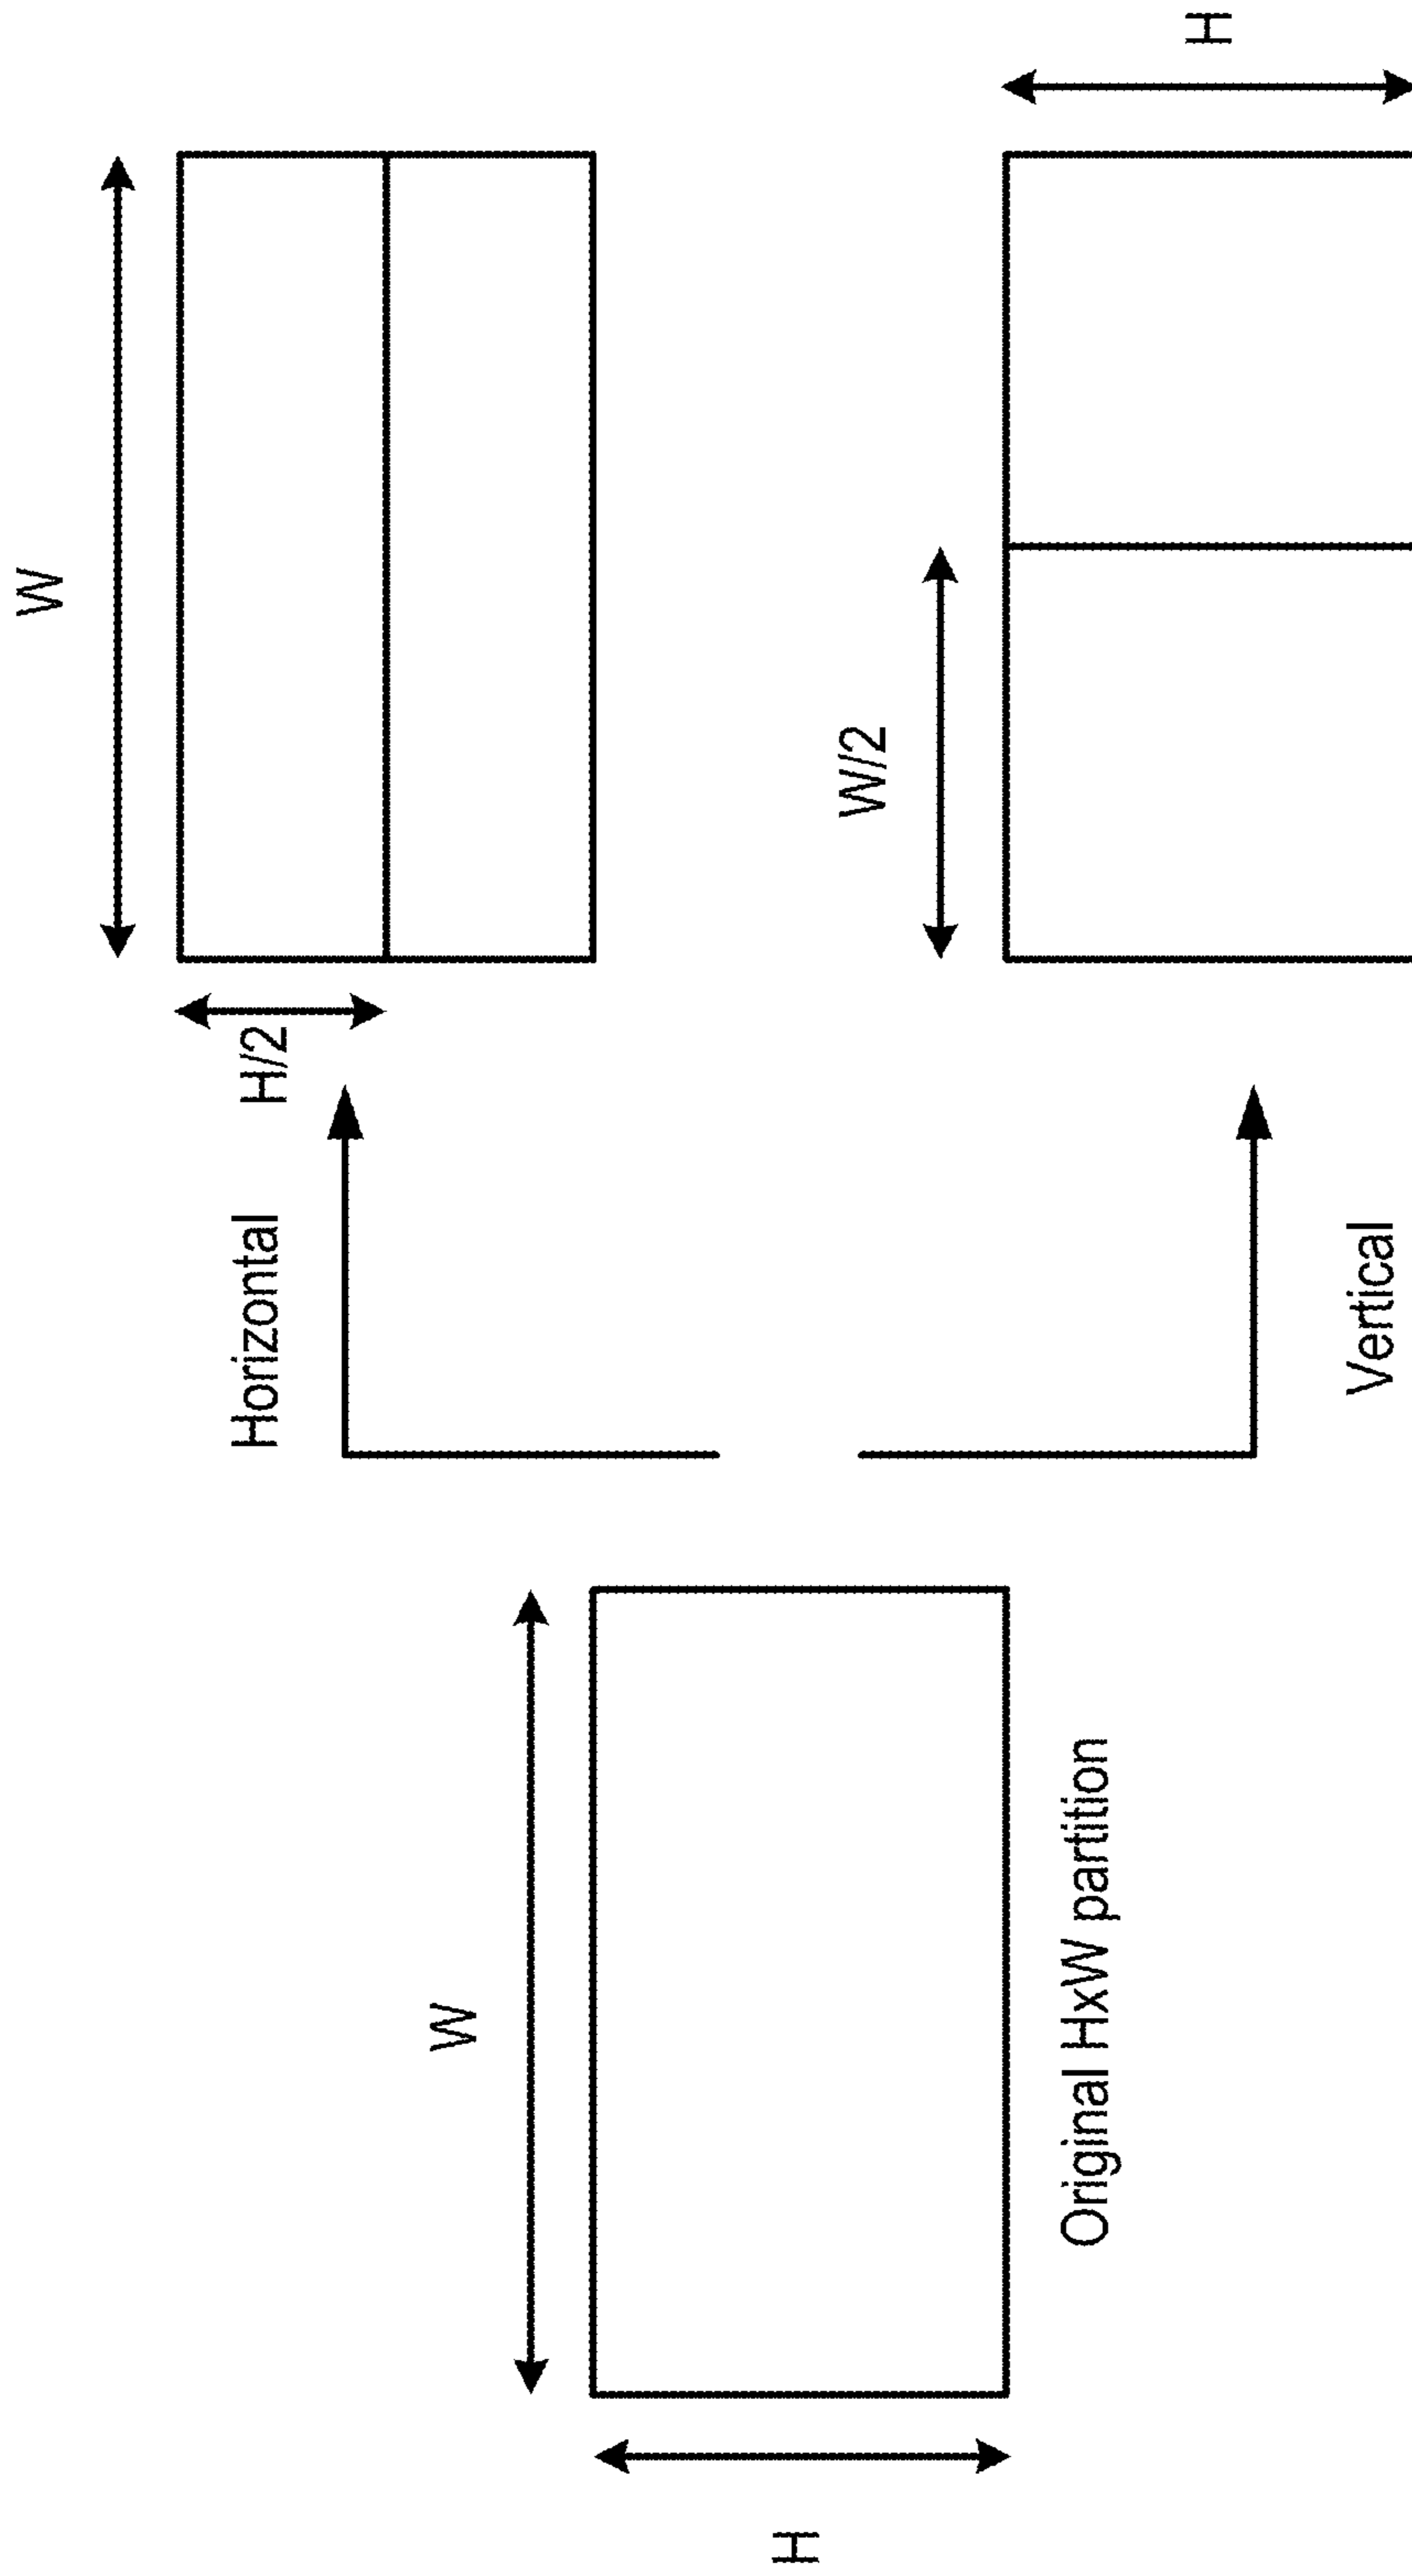 W
H
Original HxW partition
Horizontal
Vertical
W
H/2
W/2
H